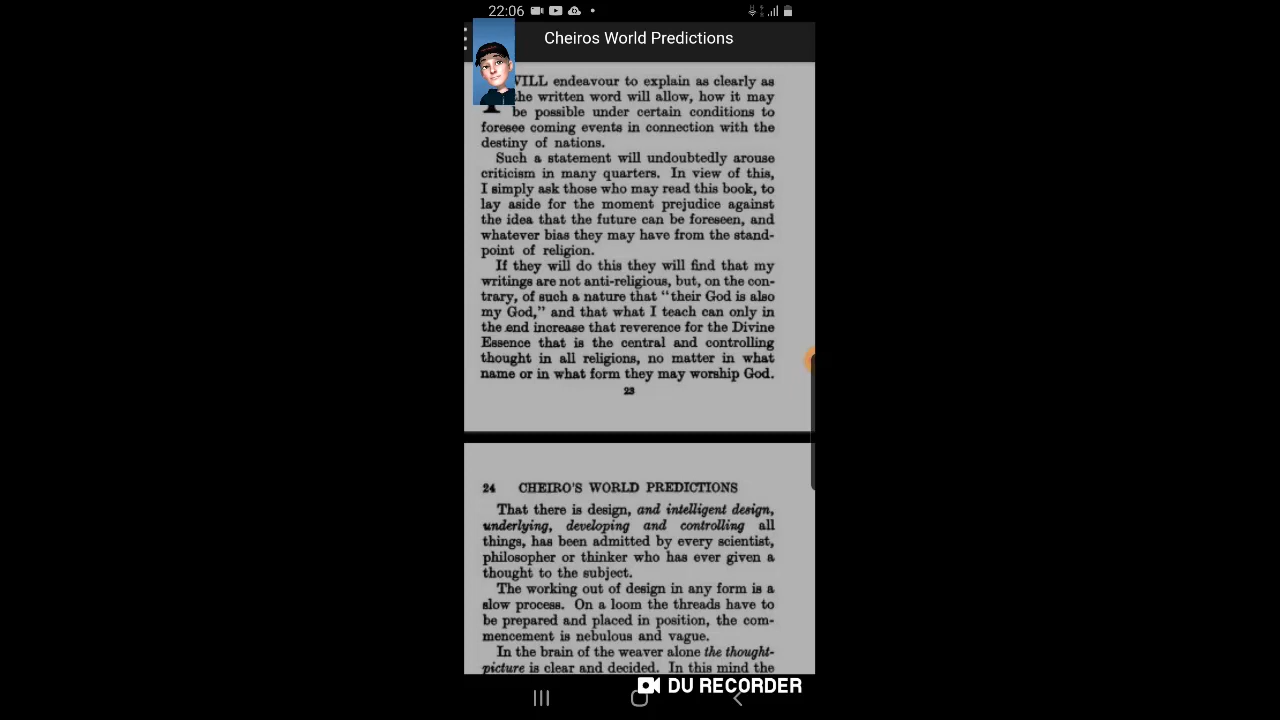 22:06
Cheiros World Predictions
WILL endeavour to explain as clearly as
the written word will allow, how it may
be possible under certain conditions to
foresee coming events in connection with the
destiny of nations.
Such a statement will undoubtedly arouse
criticism in many quarters. In view of this,
I simply ask those who may read this book, to
lay aside for the moment prejudice against
the idea that the future can be foreseen, and
whatever bias they may have from the stand-
point of religion.
If they will do this they will find that my
writings are not anti-religious, but, on the con-
trary, of such a nature that “their God is also
my God,” and that what I teach can only in
the end increase that reverence for the Divine
Essence that is the central and controlling
thought in all religions, no matter in what
name or in what form they may worship God.
23
24 CHEIRO'S WORLD PREDICTIONS
That there is design, and intelligent design,
underlying, developing and controlling all
things, has been admitted by every scientist,
philosopher or thinker who has ever given a
thought to the subject.
The working out of design in any form is a
slow process. On a loom the threads have to
be prepared and placed in position, the com-
mencement is nebulous and vague.
In the brain of the weaver alone the thought-
picture is clear and decided. In this mind the
DU RECORDER